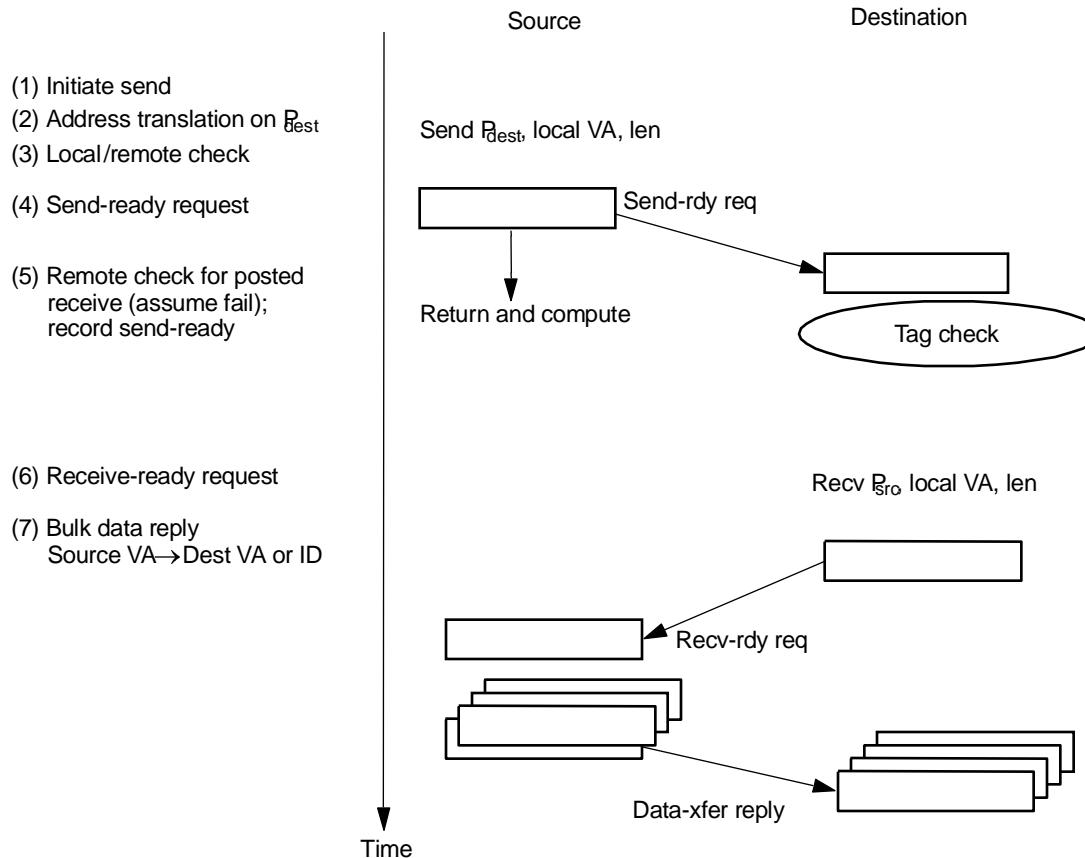 Source
Destination
(1) Initiate send
(2) Address translation on Pdest
(3) Local/remote check
(4) Send-ready request
(5) Remote check for posted
receive (assume fail);
record send-ready
(6) Receive-ready request
(7) Bulk data reply
Source VA→Dest VA or ID
Send Pdest, local VA, len
Send-rdy req
Return and compute
Tag check
Recv Psrc, local VA, len
Recv-rdy req
Data-xfer reply
Time